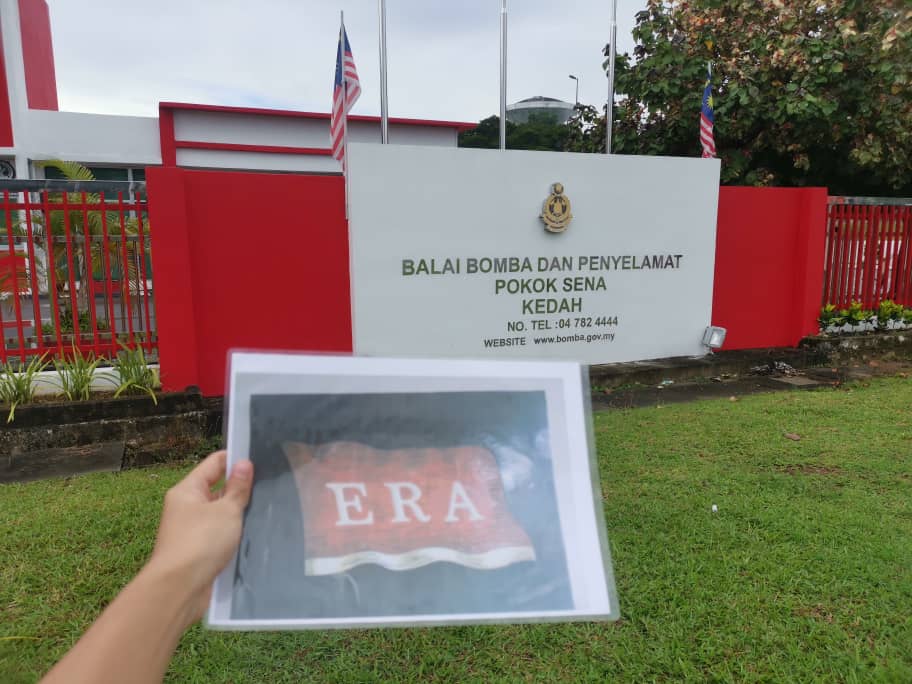 BALAI BOMBA DAN PENYELAMAT
POKOK SENA
KEDAH
NO. TEL : 04 782 4444
WEBSITE www.bomba.gov.my
ERA